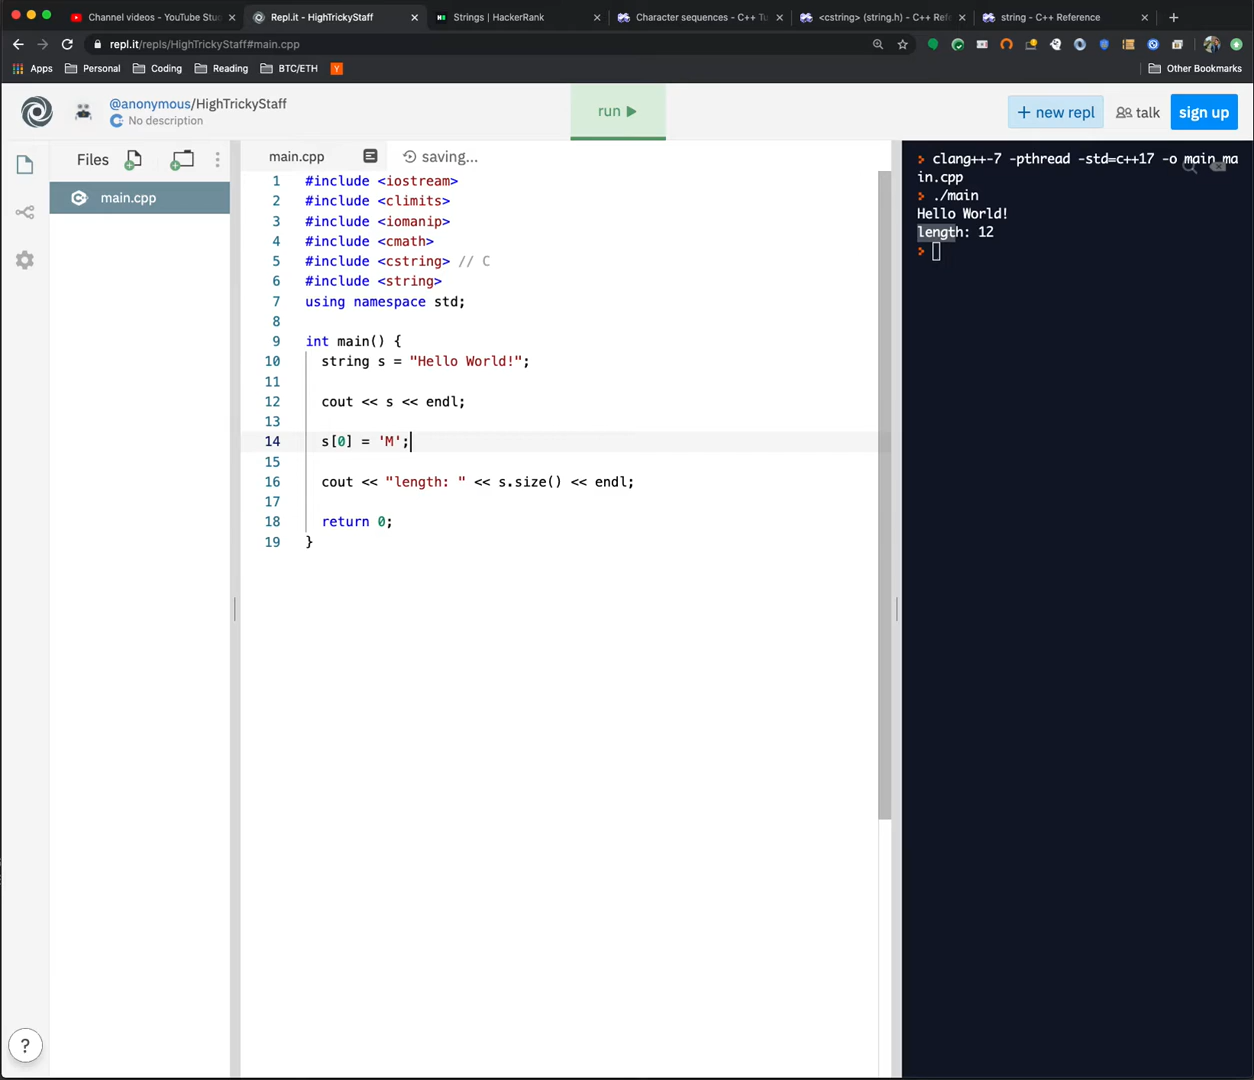 Channel videos - YouTube Stu
Repl.it - HighTrickyStaff
Strings | HackerRank
Character sequences - C++ Tu
<cstring> (string.h) - C++ Refe
string - C++ Reference
repl.it/repls/HighTrickyStaff#main.cpp
Apps
Personal
Coding
Reading
BTC/ETH
Y
Other Bookmarks
@anonymous/HighTrickyStaff
No description
run
+ new repl
talk
sign up
Files
main.cpp
main.cpp
saving...
1 #include <iostream>
2 #include <climits>
3 #include <iomanip>
4 #include <cmath>
5 #include <cstring> // C
6 #include <string>
7 using namespace std;
8
9 int main() {
10 string s = "Hello World!";
11
12 cout << s << endl;
13
14 s[0] = 'M';
15
16 cout << "length: " << s.size() << endl;
17
18 return 0;
19 }
clang++-7 -pthread -std=c++17 -o main ma
in.cpp
./main
Hello World!
length: 12
?